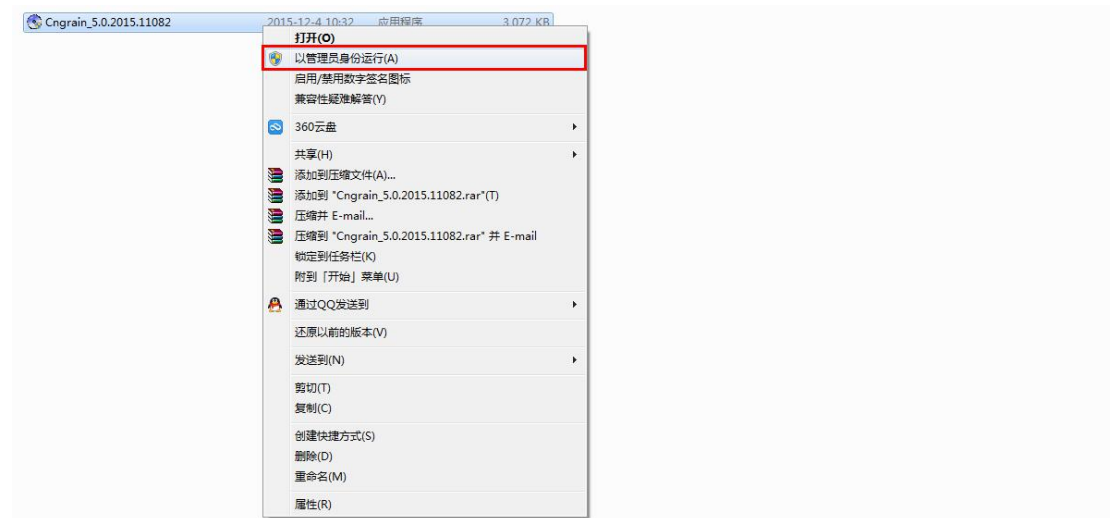 Cngrain_5.0.2015.11082 2015-12-4 10:32 应用程序 3,072 KB
打开(O)
以管理员身份运行(A)
启用/禁用数字签名图标
兼容性疑难解答(Y)
360云盘
共享(H)
添加到压缩文件(A)...
添加到 "Cngrain_5.0.2015.11082.rar"(T)
压缩并 E-mail...
压缩到 "Cngrain_5.0.2015.11082.rar" 并 E-mail
锁定到任务栏(K)
附到「开始」菜单(U)
通过QQ发送到
还原以前的版本(V)
发送到(N)
剪切(T)
复制(C)
创建快捷方式(S)
删除(D)
重命名(M)
属性(R)